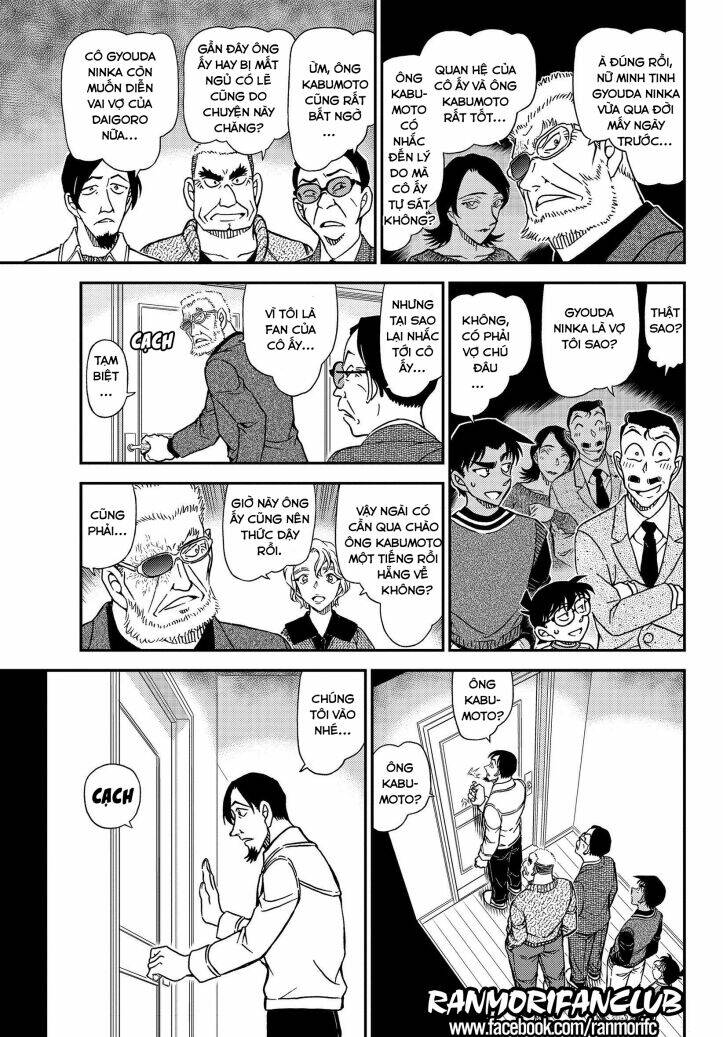 À ĐÚNG RỒI,
NỮ MINH TINH
GYOUDA NINKA
VỪA QUA ĐỜI
MẤY NGÀY
TRƯỚC...
QUAN HỆ CỦA
CÔ ẤY VÀ ÔNG
KABUMOTO
RẤT TỐT...
ÔNG
KABU-
MOTO
CÓ
NHẮC
ĐẾN LÝ
DO MÀ
CÔ ẤY
TỰ SÁT
KHÔNG?
ỪM, ÔNG
KABUMOTO
CŨNG RẤT
BẤT NGỜ...
GẦN ĐÂY ÔNG
ẤY HAY BỊ MẤT
NGỦ CÓ LẼ
CŨNG DO
CHUYỆN NÀY
CHĂNG?
CÔ GYOUDA
NINKA CÒN
MUỐN DIỄN
VAI VỢ CỦA
DAIGORO
NỮA...
THẬT
SAO?
GYOUDA
NINKA LÀ VỢ
TÔI SAO?
KHÔNG,
CÓ PHẢI
VỢ CHÚ
ĐÂU
...
NHƯNG
TẠI SAO
LẠI NHẮC
TỚI CÔ
ẤY...
VÌ TÔI LÀ
FAN CỦA
CÔ ẤY...
CẠCH
TẠM
BIỆT
...
VẬY NGÀI CÓ
CẦN QUA CHÀO
ÔNG KABUMOTO
MỘT TIẾNG RỒI
HẴNG VỀ
KHÔNG?
GIỜ NÀY ÔNG
ẤY CŨNG NÊN
THỨC DẬY
RỒI.
CŨNG
PHẢI...
ÔNG
KABU-
MOTO?
ÔNG
KABU-
MOTO?
CHÚNG
TÔI VÀO
NHÉ...
CẠCH
RANMORIFANCLUB
www.facebook.com/ranmorifc